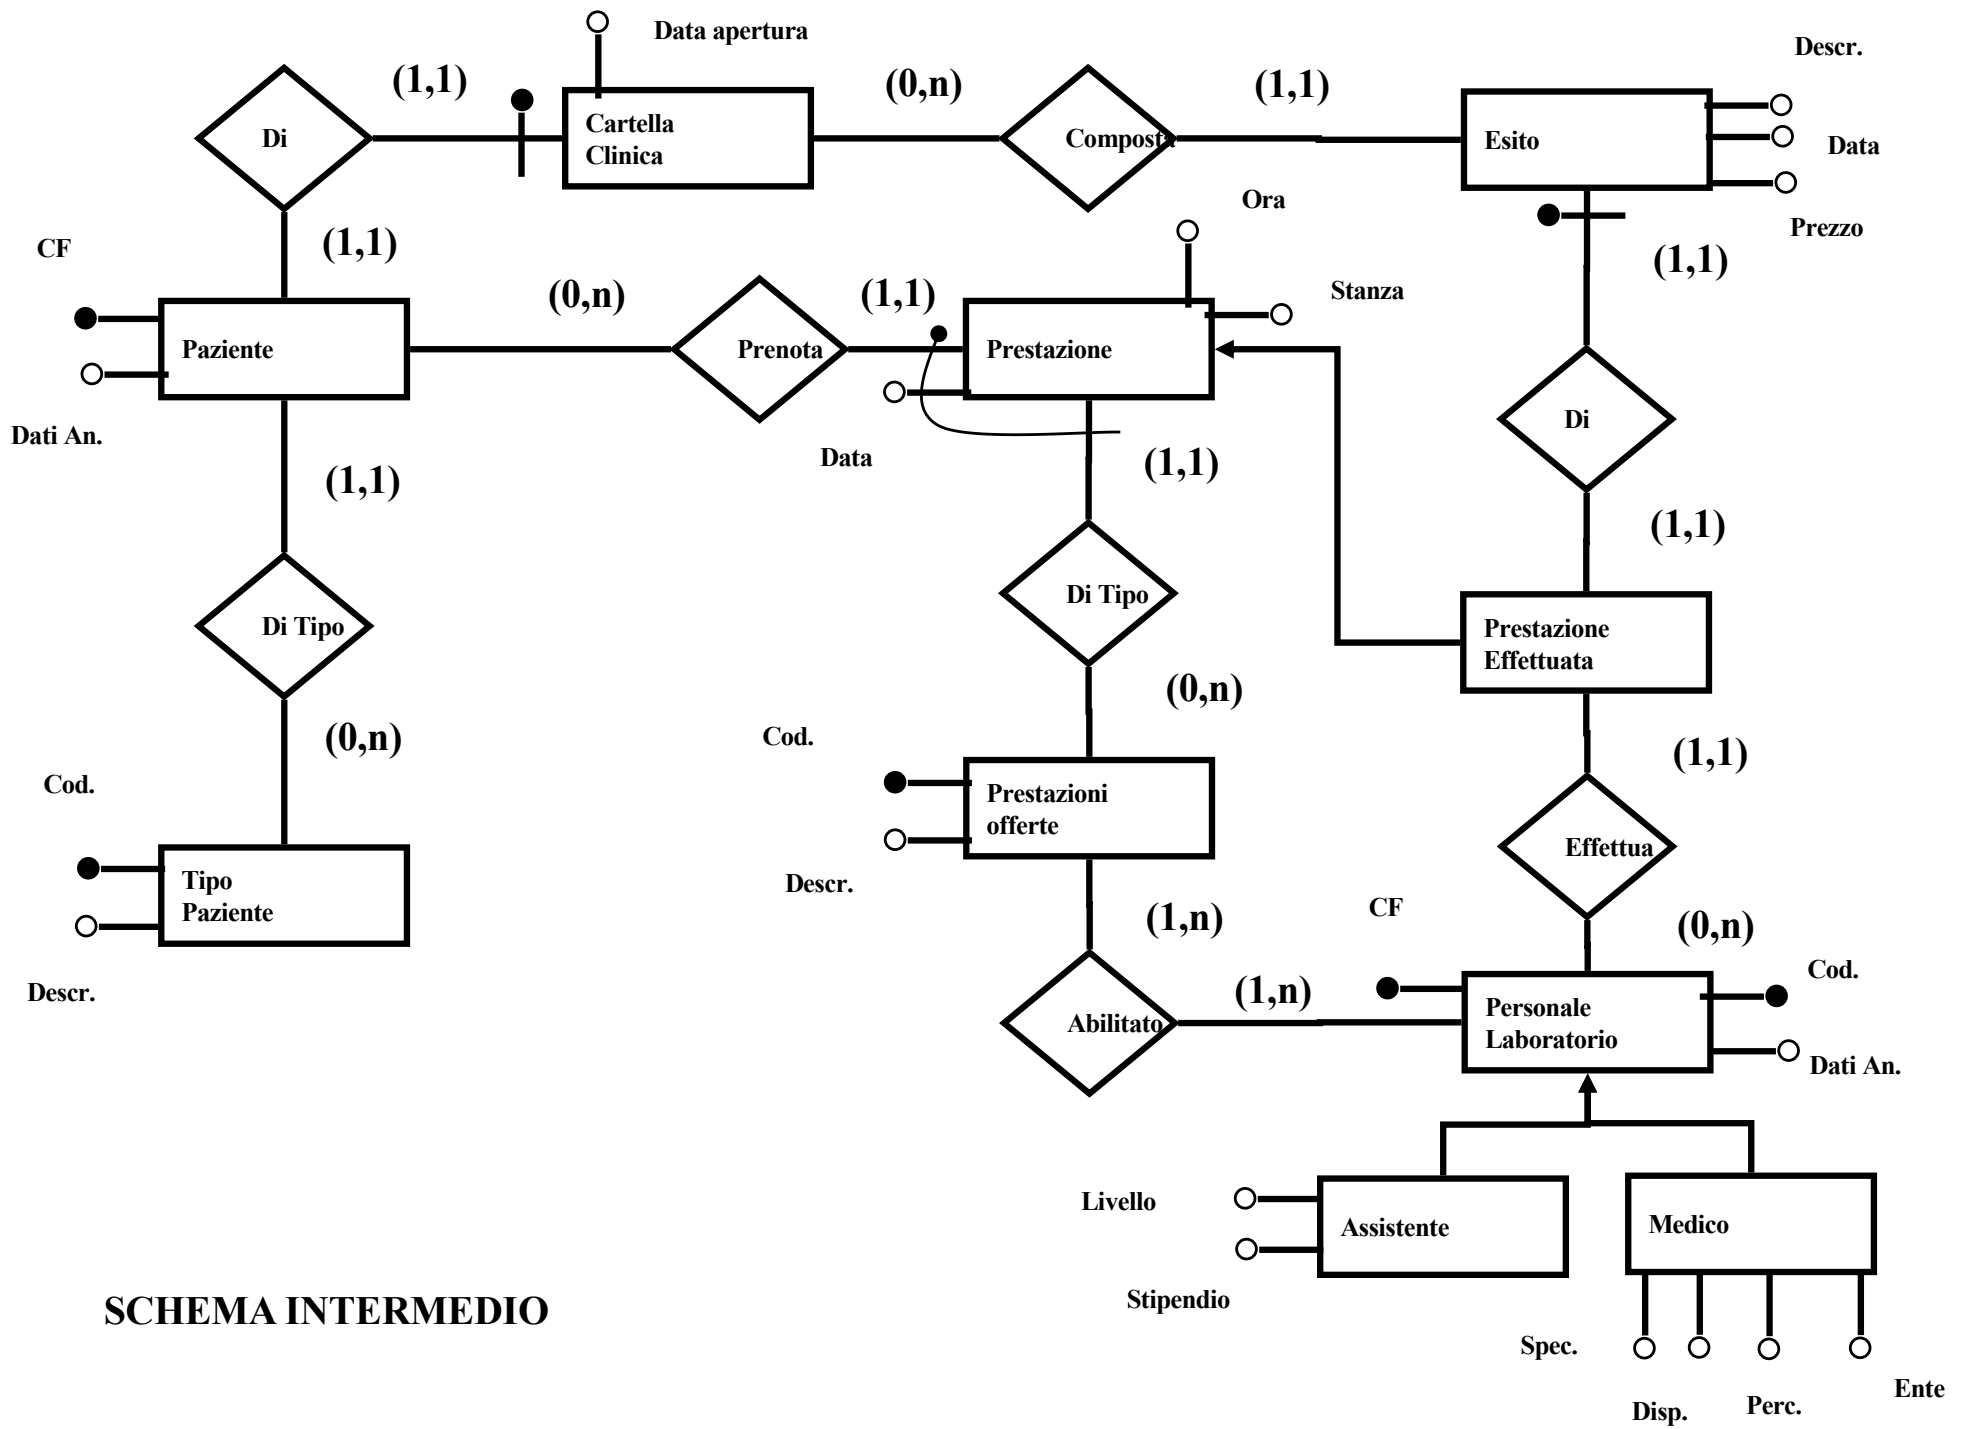 Data apertura
Descr.
(1,1)
(0,n)
(1,1)
Di
Cartella
Clinica
Composta
Esito
Data
Ora
Prezzo
CF
(1,1)
(1,1)
(0,n)
(1,1)
Stanza
Paziente
Prenota
Prestazione
Dati An.
Data
Di
(1,1)
(1,1)
(1,1)
Di Tipo
Di Tipo
Prestazione
Effettuata
(0,n)
(0,n)
Cod.
(1,1)
Cod.
Prestazioni
offerte
Effettua
Tipo
Paziente
Descr.
CF
(1,n)
(0,n)
Descr.
Cod.
(1,n)
Abilitato
Personale
Laboratorio
Dati An.
Livello
Assistente
Medico
Stipendio
SCHEMA INTERMEDIO
Spec.
Ente
Disp.
Perc.